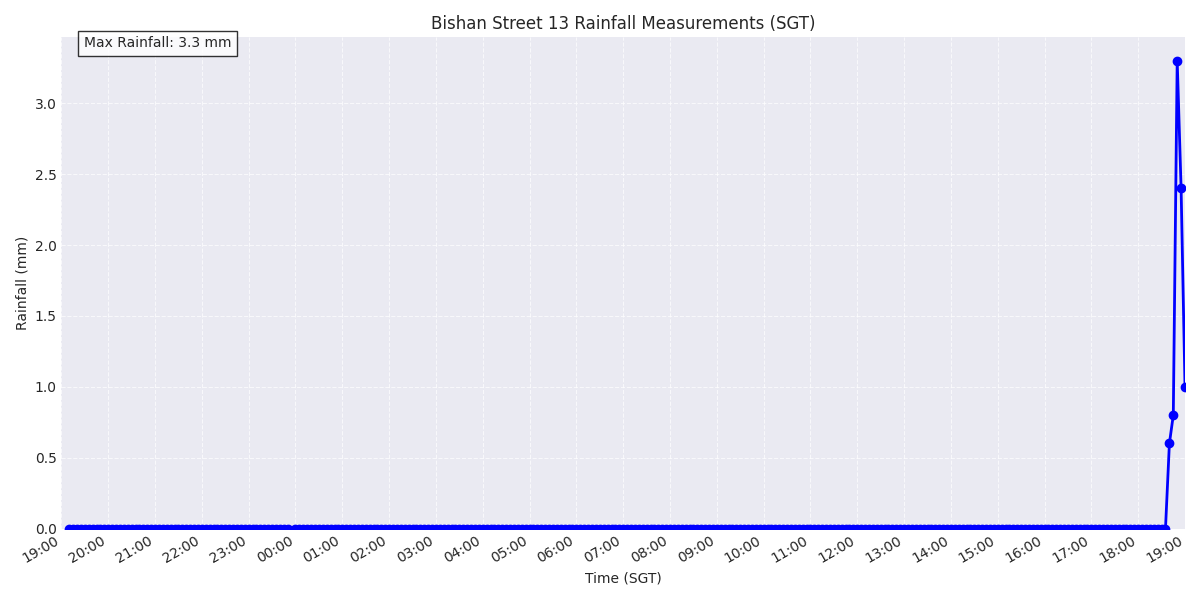 Bishan Street 13 Rainfall Measurements (SGT)
Max Rainfall: 3.3 mm
Rainfall (mm)
3.0
2.5
2.0
1.5
1.0
0.5
0.0
19:00 20:00 21:00 22:00 23:00 00:00 01:00 02:00 03:00 04:00 05:00 06:00 07:00 08:00 09:00 10:00 11:00 12:00 13:00 14:00 15:00 16:00 17:00 18:00 19:00
Time (SGT)